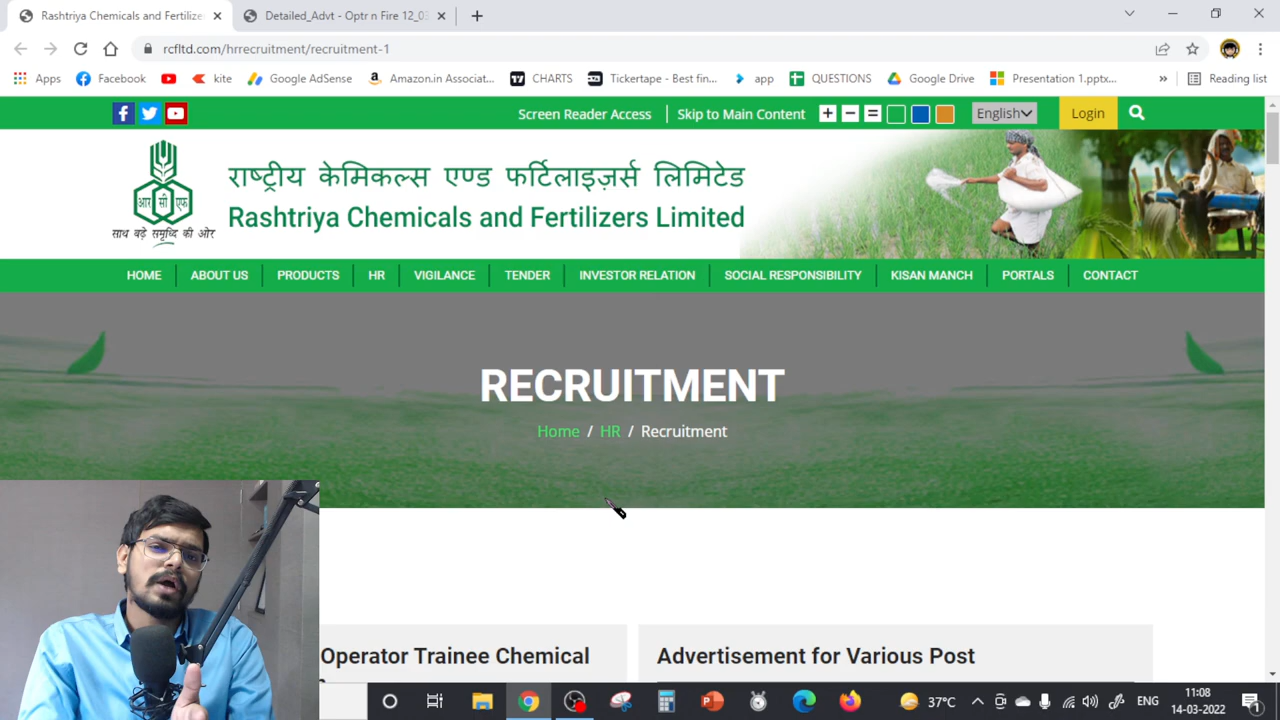 Rashtriya Chemicals and Fertilize
Detailed_Advt - Optr n Fire 12_03
rcfltd.com/hrrecruitment/recruitment-1
Apps
Facebook
kite
Google AdSense
Amazon.in Associat...
CHARTS
Tickertape - Best fin...
app
QUESTIONS
Google Drive
Presentation 1.pptx...
»
Reading list
Screen Reader Access
Skip to Main Content
+ - =
English
Login
राष्ट्रीय केमिकल्स एण्ड फर्टिलाइज़र्स लिमिटेड
Rashtriya Chemicals and Fertilizers Limited
आर सी एफ
साथ बढ़े समृध्दि की ओर
HOME
ABOUT US
PRODUCTS
HR
VIGILANCE
TENDER
INVESTOR RELATION
SOCIAL RESPONSIBILITY
KISAN MANCH
PORTALS
CONTACT
RECRUITMENT
Home / HR / Recruitment
Operator Trainee Chemical
Advertisement for Various Post
37°C
ENG
11:08
14-03-2022
1